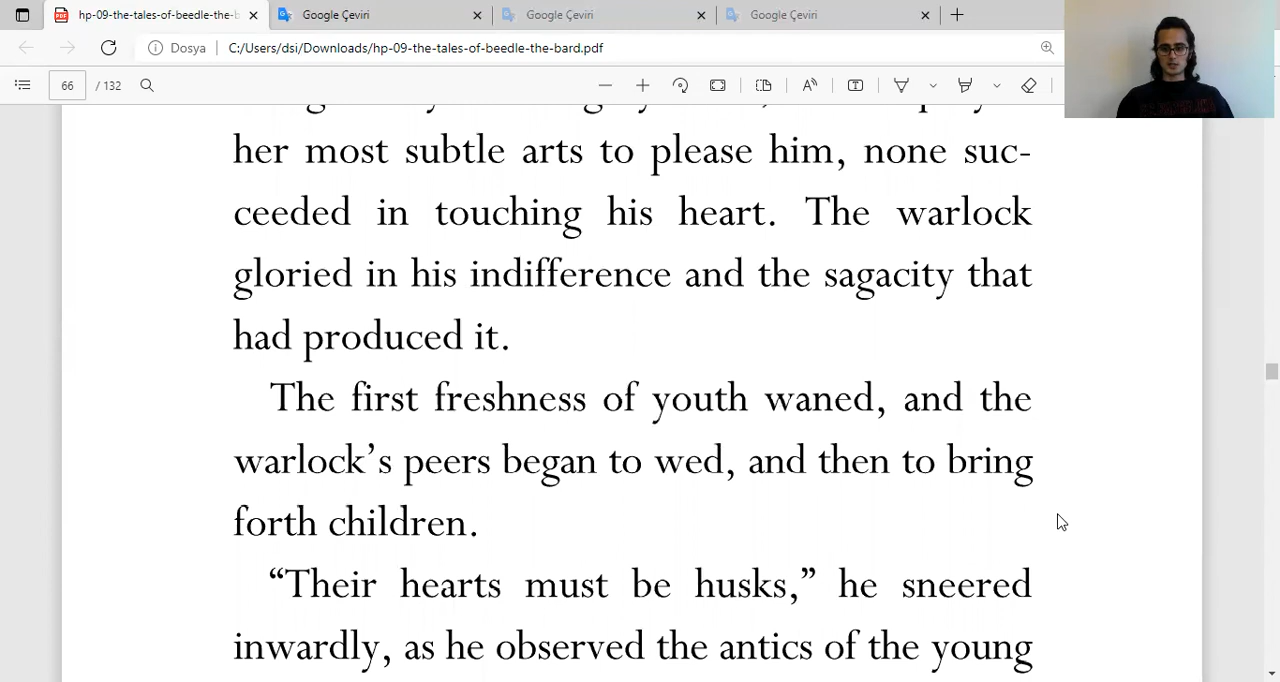 hp-09-the-tales-of-beedle-the-b
Google Çeviri
Google Çeviri
Google Çeviri
Dosya
C:/Users/dsi/Downloads/hp-09-the-tales-of-beedle-the-bard.pdf
66 / 132
her most subtle arts to please him, none suc-
ceeded in touching his heart. The warlock
gloried in his indifference and the sagacity that
had produced it.
The first freshness of youth waned, and the
warlock’s peers began to wed, and then to bring
forth children.
“Their hearts must be husks,” he sneered
inwardly, as he observed the antics of the young